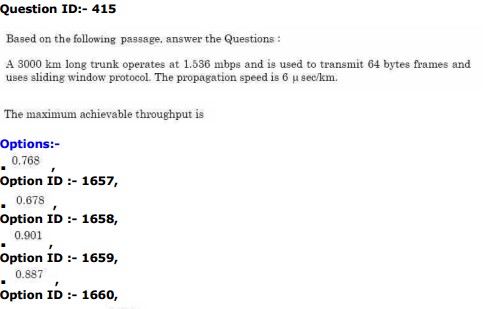 Question ID:- 415
Based on the following passage, answer the Questions :
A 3000 km long trunk operates at 1.536 mbps and is used to transmit 64 bytes frames and
uses sliding window protocol. The propagation speed is 6 μ sec/km.
The maximum achievable throughput is
Options:-
▪ 0.768 ,
Option ID :- 1657,
▪ 0.678 ,
Option ID :- 1658,
▪ 0.901 ,
Option ID :- 1659,
▪ 0.887 ,
Option ID :- 1660,